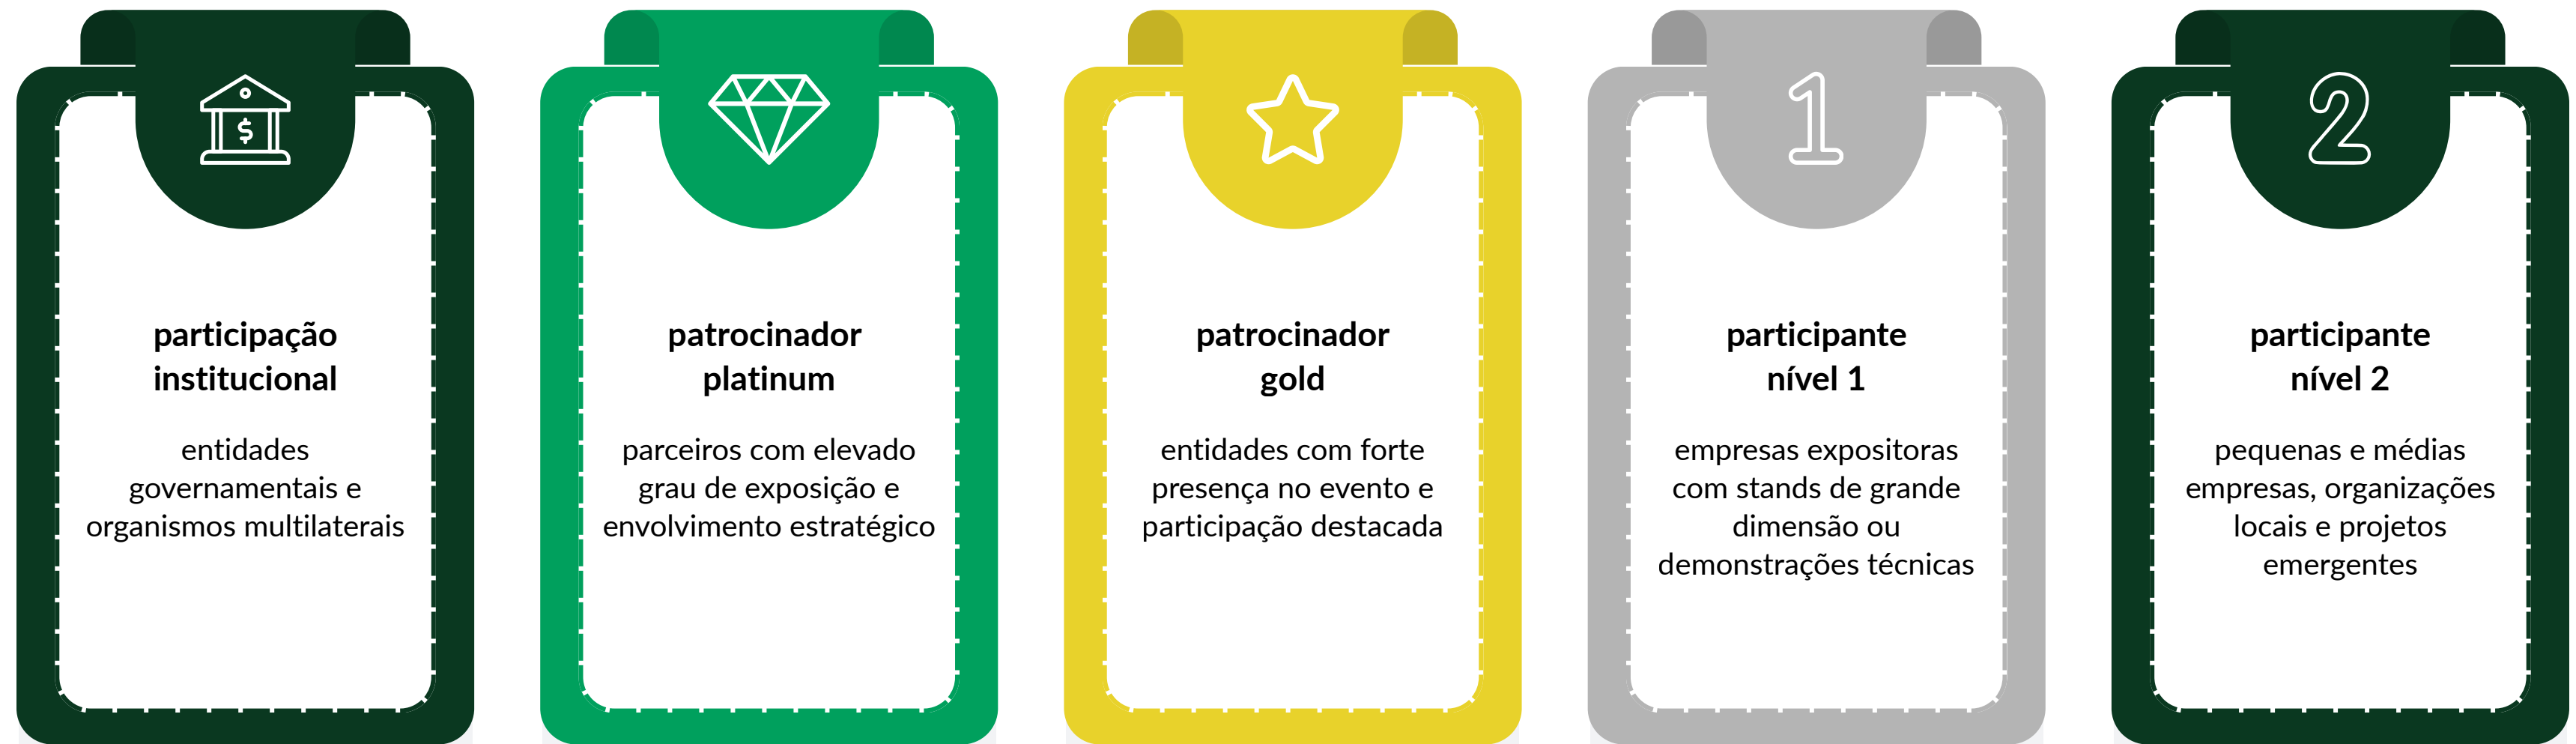 $
participação
institucional
entidades
governamentais e
organismos multilaterais
patrocinador
platinum
parceiros com elevado
grau de exposição e
envolvimento estratégico
patrocinador
gold
entidades com forte
presença no evento e
participação destacada
1
participante
nível 1
empresas expositoras
com stands de grande
dimensão ou
demonstrações técnicas
2
participante
nível 2
pequenas e médias
empresas, organizações
locais e projetos
emergentes